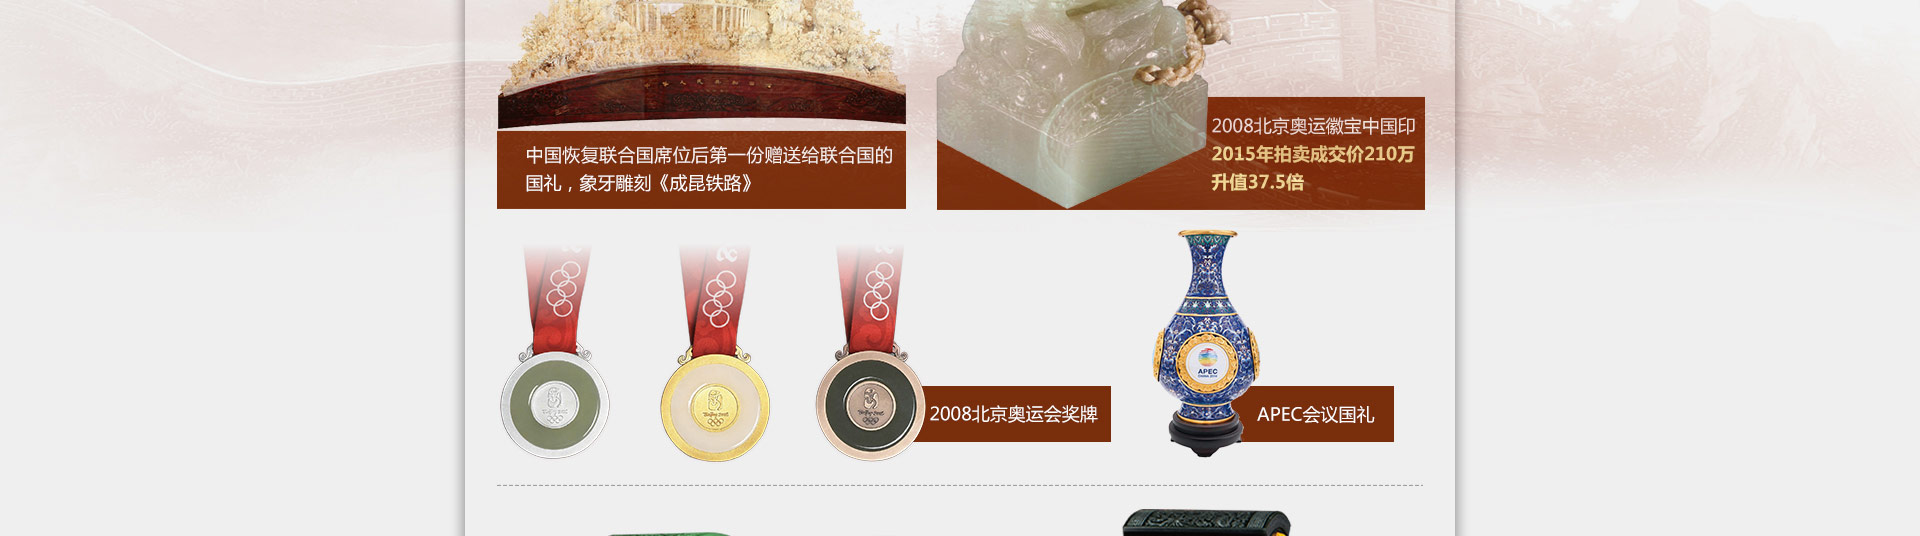 中国恢复联合国席位后第一份赠送给联合国的
国礼，象牙雕刻《成昆铁路》
2008北京奥运徽宝中国印
2015年拍卖成交价210万
升值37.5倍
2008北京奥运会奖牌
APEC
APEC会议国礼